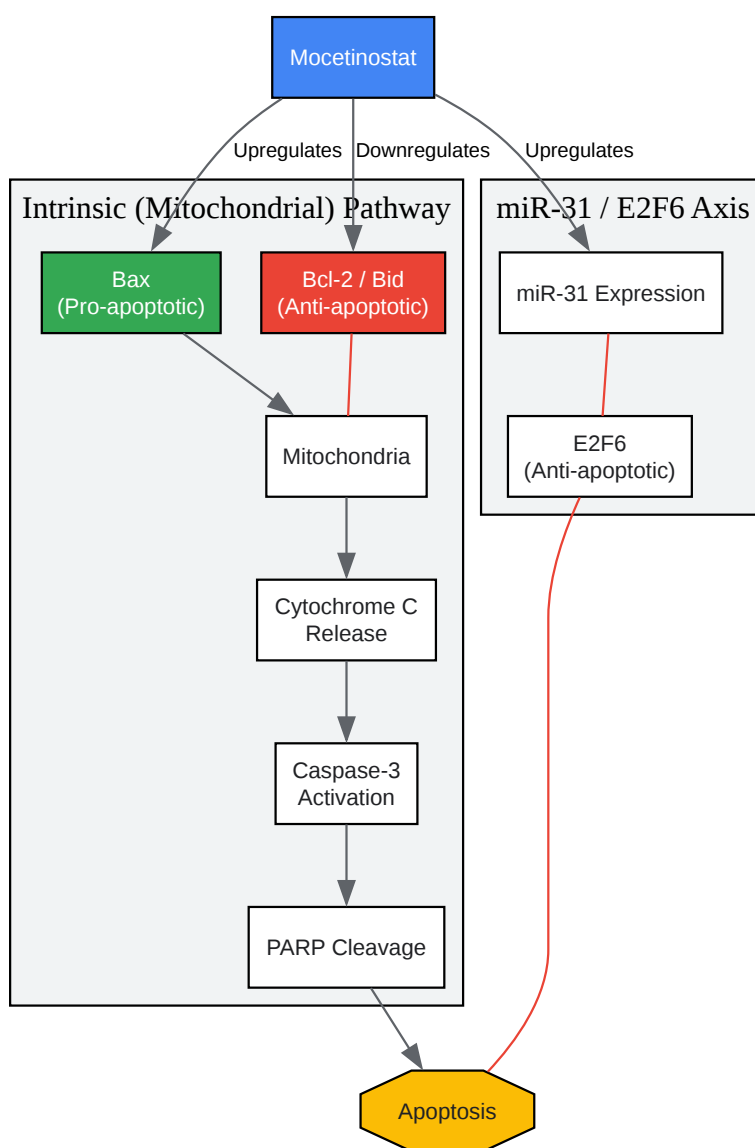 Mocetinostat
Upregulates
Downregulates
Upregulates
Intrinsic (Mitochondrial) Pathway
miR-31 / E2F6 Axis
Bax
(Pro-apoptotic)
Bcl-2 / Bid
(Anti-apoptotic)
miR-31 Expression
Mitochondria
E2F6
(Anti-apoptotic)
Cytochrome C
Release
Caspase-3
Activation
PARP Cleavage
Apoptosis